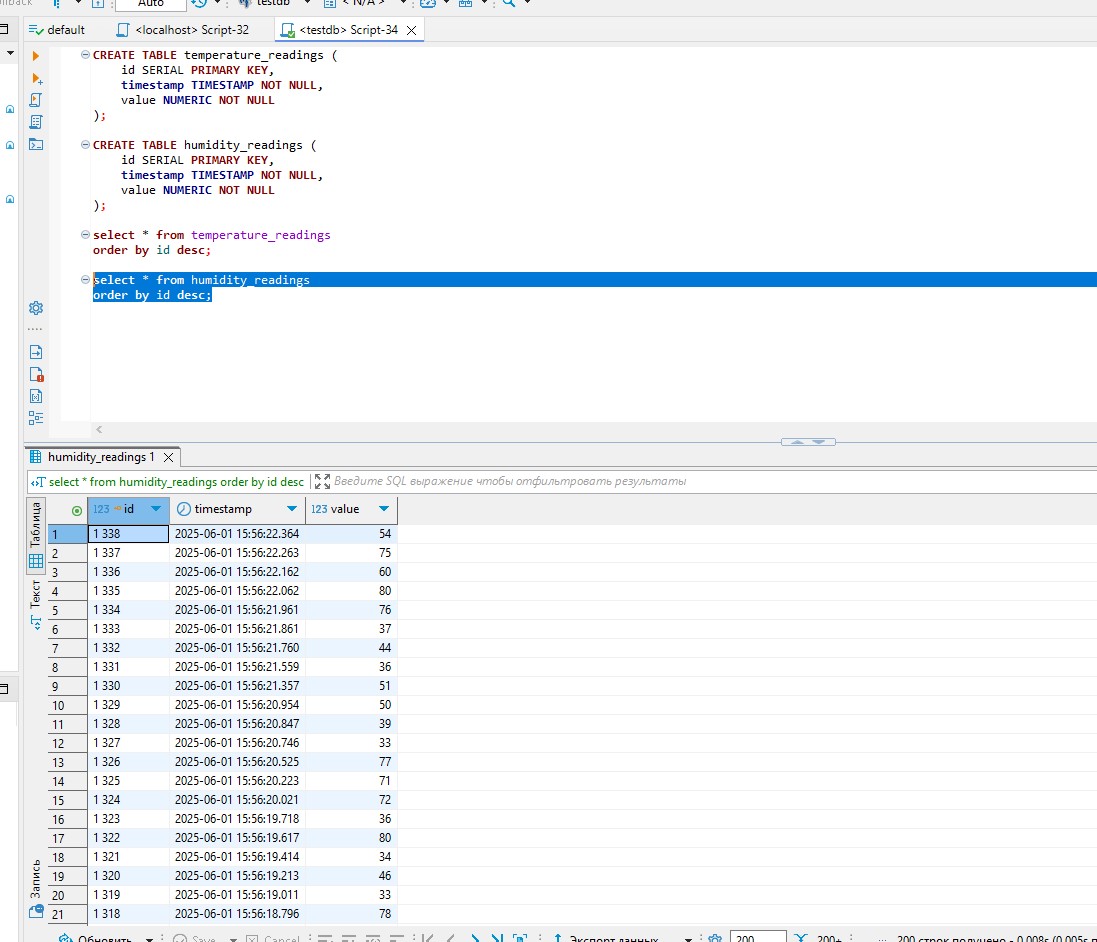 Auto
testdb
< N/A >
default
<localhost> Script-32
<testdb> Script-34
CREATE TABLE temperature_readings (
id SERIAL PRIMARY KEY,
timestamp TIMESTAMP NOT NULL,
value NUMERIC NOT NULL
);
CREATE TABLE humidity_readings (
id SERIAL PRIMARY KEY,
timestamp TIMESTAMP NOT NULL,
value NUMERIC NOT NULL
);
select * from temperature_readings
order by id desc;
select * from humidity_readings
order by id desc;
humidity_readings 1
select * from humidity_readings order by id desc
Введите SQL выражение чтобы отфильтровать результаты
Таблица
Текст
Запись
123 id timestamp 123 value
1 1 338 2025-06-01 15:56:22.364 54
2 1 337 2025-06-01 15:56:22.263 75
3 1 336 2025-06-01 15:56:22.162 60
4 1 335 2025-06-01 15:56:22.062 80
5 1 334 2025-06-01 15:56:21.961 76
6 1 333 2025-06-01 15:56:21.861 37
7 1 332 2025-06-01 15:56:21.760 44
8 1 331 2025-06-01 15:56:21.559 36
9 1 330 2025-06-01 15:56:21.357 51
10 1 329 2025-06-01 15:56:20.954 50
11 1 328 2025-06-01 15:56:20.847 39
12 1 327 2025-06-01 15:56:20.746 33
13 1 326 2025-06-01 15:56:20.525 77
14 1 325 2025-06-01 15:56:20.223 71
15 1 324 2025-06-01 15:56:20.021 72
16 1 323 2025-06-01 15:56:19.718 36
17 1 322 2025-06-01 15:56:19.617 80
18 1 321 2025-06-01 15:56:19.414 34
19 1 320 2025-06-01 15:56:19.213 46
20 1 319 2025-06-01 15:56:19.011 33
21 1 318 2025-06-01 15:56:18.796 78
Обновить Save Cancel Экспорт данных 200 200+ 200 строк получено - 0.008s (0.005s